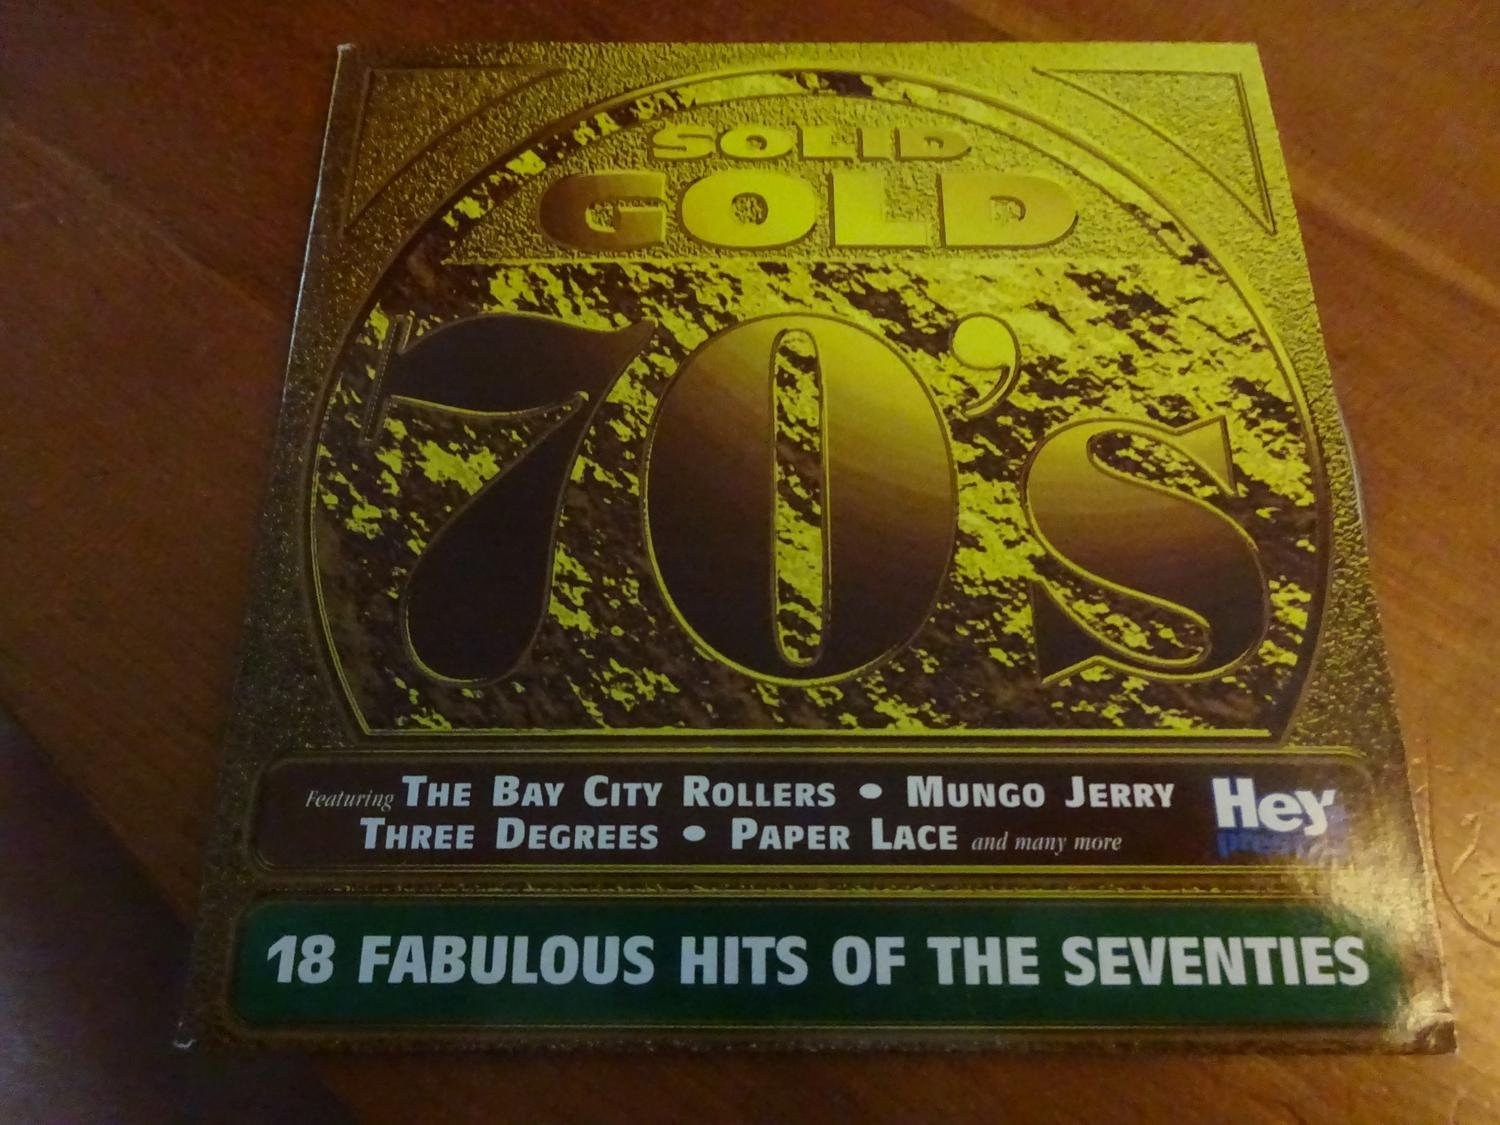 SOLID
GOLD
70's
Featuring THE BAY CITY ROLLERS • MUNGO JERRY
THREE DEGREES • PAPER LACE and many more
Hey
presto
18 FABULOUS HITS OF THE SEVENTIES